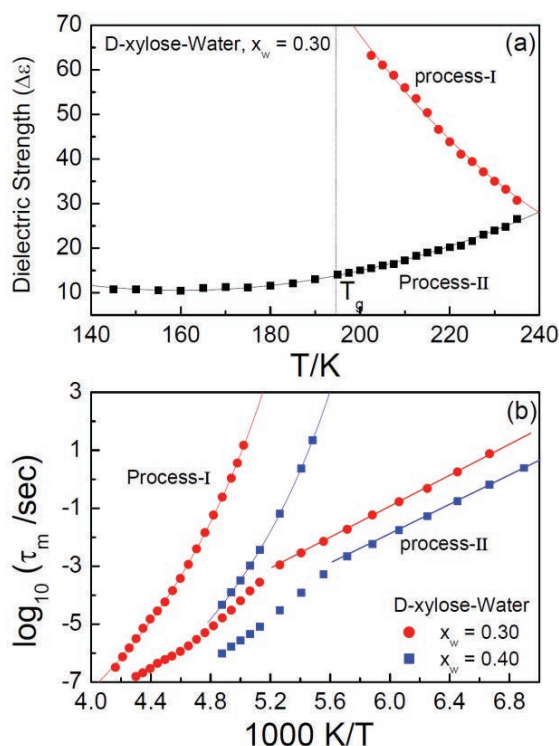 D-xylose-Water, x_w = 0.30
(a)
process-I
Process-II
T_g
Dielectric Strength (Δε)
70
60
50
40
30
20
10
140 160 180 200 220 240
T/K
(b)
Process-I
process-II
D-xylose-Water
x_w = 0.30
x_w = 0.40
log₁₀ (τ_m /sec)
3
1
-1
-3
-5
-7
4.0 4.4 4.8 5.2 5.6 6.0 6.4 6.8
1000 K/T